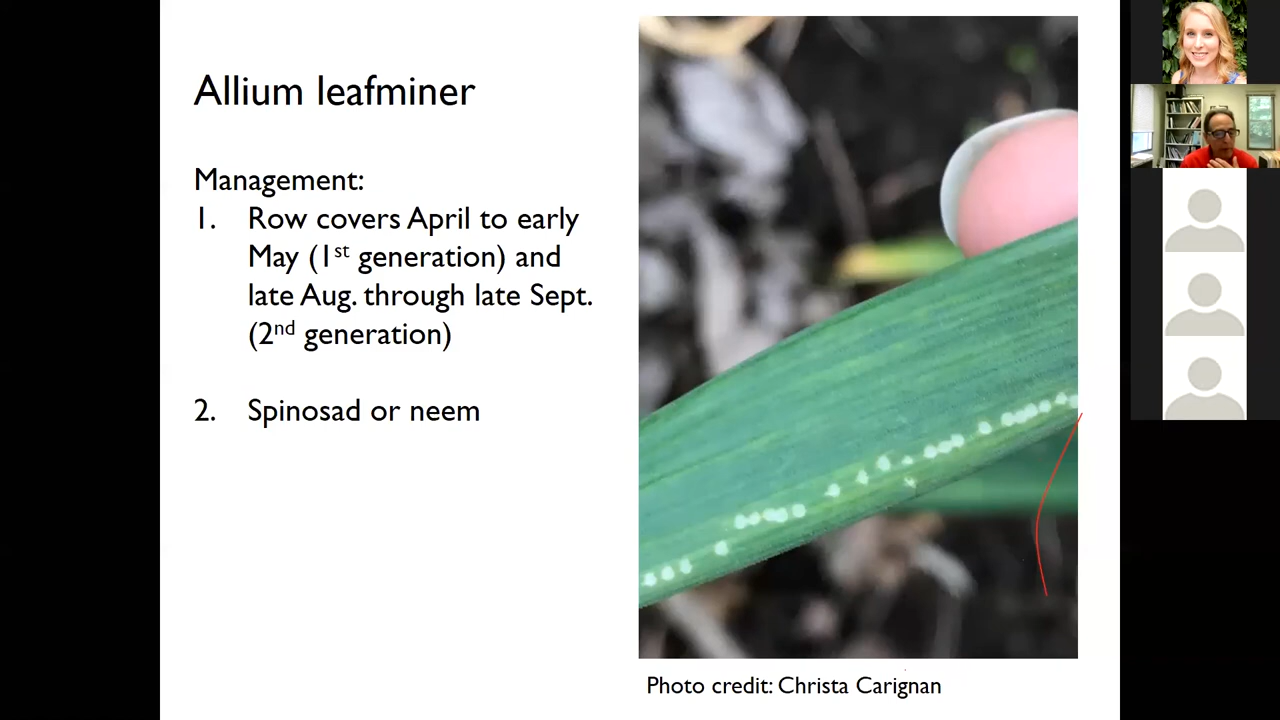 Allium leafminer
Management:
1. Row covers April to early
May (1st generation) and
late Aug. through late Sept.
(2nd generation)
2. Spinosad or neem
Photo credit: Christa Carignan